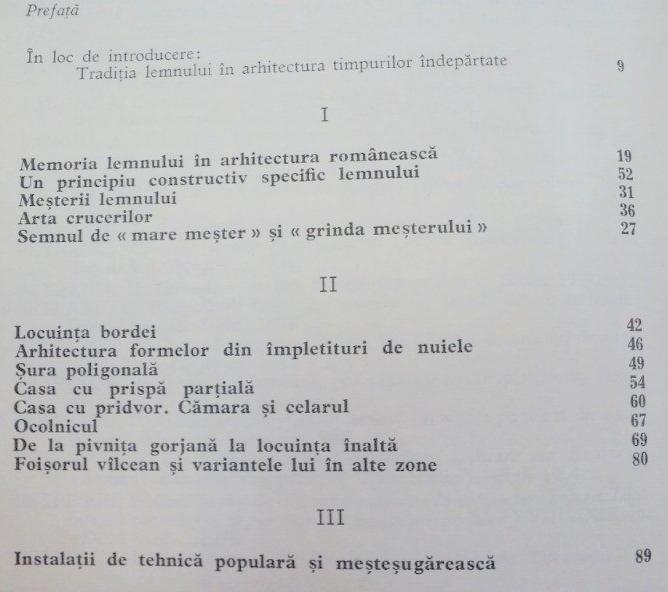 Prefață
În loc de introducere:
Tradiția lemnului în arhitectura timpurilor îndepărtate 9
I
Memoria lemnului în arhitectura românească 19
Un principiu constructiv specific lemnului 52
Meșterii lemnului 31
Arta crucerilor 36
Semnul de « mare meșter » și « grinda meșterului » 27
II
Locuința bordei 42
Arhitectura formelor din împletituri de nuiele 46
Șura poligonală 49
Casa cu prispă parțială 54
Casa cu pridvor. Cămara și celarul 60
Ocolnicul 67
De la pivnița gorjană la locuința înaltă 69
Foișorul vîlcean și variantele lui în alte zone 80
III
Instalații de tehnică populară și meșteșugărească 89